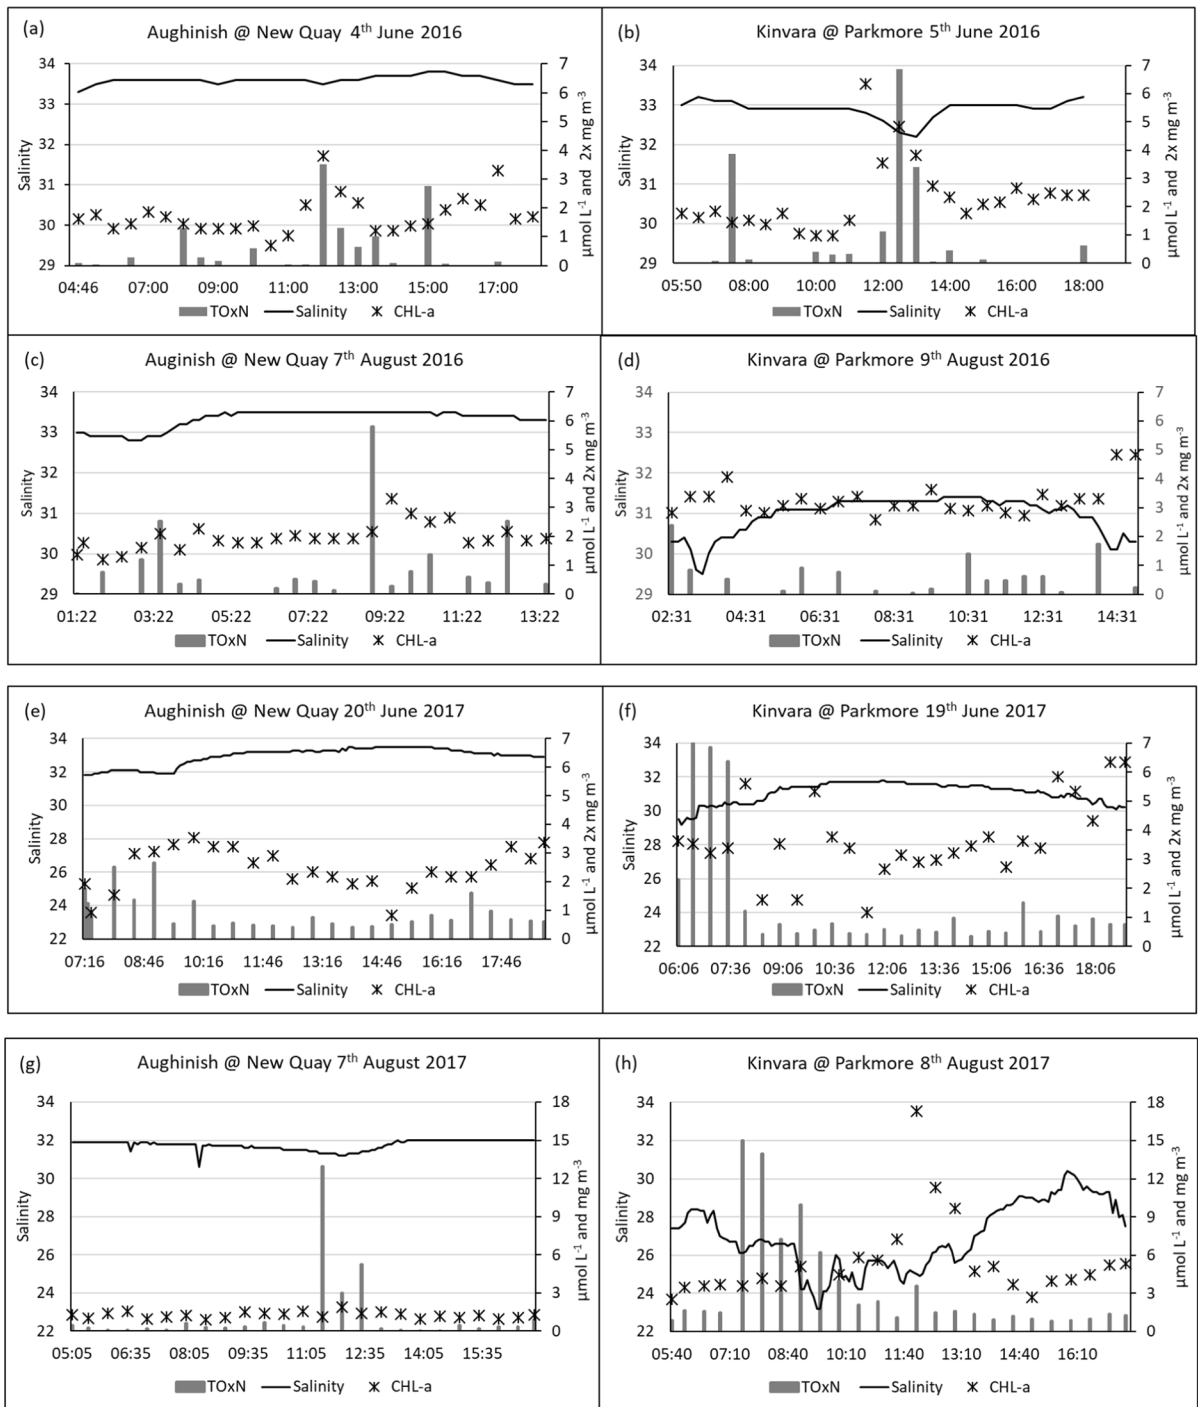 (a) Aughinish @ New Quay 4th June 2016
34
33
32
31
30
29
7
6
5
4
3
2
1
0
Salinity
µmol L-1 and 2x mg m-3
04:46 07:00 09:00 11:00 13:00 15:00 17:00
TOxN Salinity CHL-a
(b) Kinvara @ Parkmore 5th June 2016
34
33
32
31
30
29
7
6
5
4
3
2
1
0
Salinity
µmol L-1 and 2x mg m-3
05:50 08:00 10:00 12:00 14:00 16:00 18:00
TOxN Salinity CHL-a
(c) Auginish @ New Quay 7th August 2016
34
33
32
31
30
29
7
6
5
4
3
2
1
0
Salinity
µmol L-1 and 2x mg m-3
01:22 03:22 05:22 07:22 09:22 11:22 13:22
TOxN Salinity CHL-a
(d) Kinvara @ Parkmore 9th August 2016
34
33
32
31
30
29
7
6
5
4
3
2
1
0
Salinity
µmol L-1 and 2x mg m-3
02:31 04:31 06:31 08:31 10:31 12:31 14:31
TOxN Salinity CHL-a
(e) Aughinish @ New Quay 20th June 2017
34
32
30
28
26
24
22
7
6
5
4
3
2
1
0
Salinity
µmol L-1 and 2x mg m-3
07:16 08:46 10:16 11:46 13:16 14:46 16:16 17:46
TOxN Salinity CHL-a
(f) Kinvara @ Parkmore 19th June 2017
34
32
30
28
26
24
22
7
6
5
4
3
2
1
0
Salinity
µmol L-1 and 2x mg m-3
06:06 07:36 09:06 10:36 12:06 13:36 15:06 16:36 18:06
TOxN Salinity CHL-a
(g) Aughinish @ New Quay 7th August 2017
34
32
30
28
26
24
22
18
15
12
9
6
3
0
Salinity
µmol L-1 and mg m-3
05:05 06:35 08:05 09:35 11:05 12:35 14:05 15:35
TOxN Salinity CHL-a
(h) Kinvara @ Parkmore 8th August 2017
34
32
30
28
26
24
22
18
15
12
9
6
3
0
Salinity
µmol L-1 and mg m-3
05:40 07:10 08:40 10:10 11:40 13:10 14:40 16:10
TOxN Salinity CHL-a